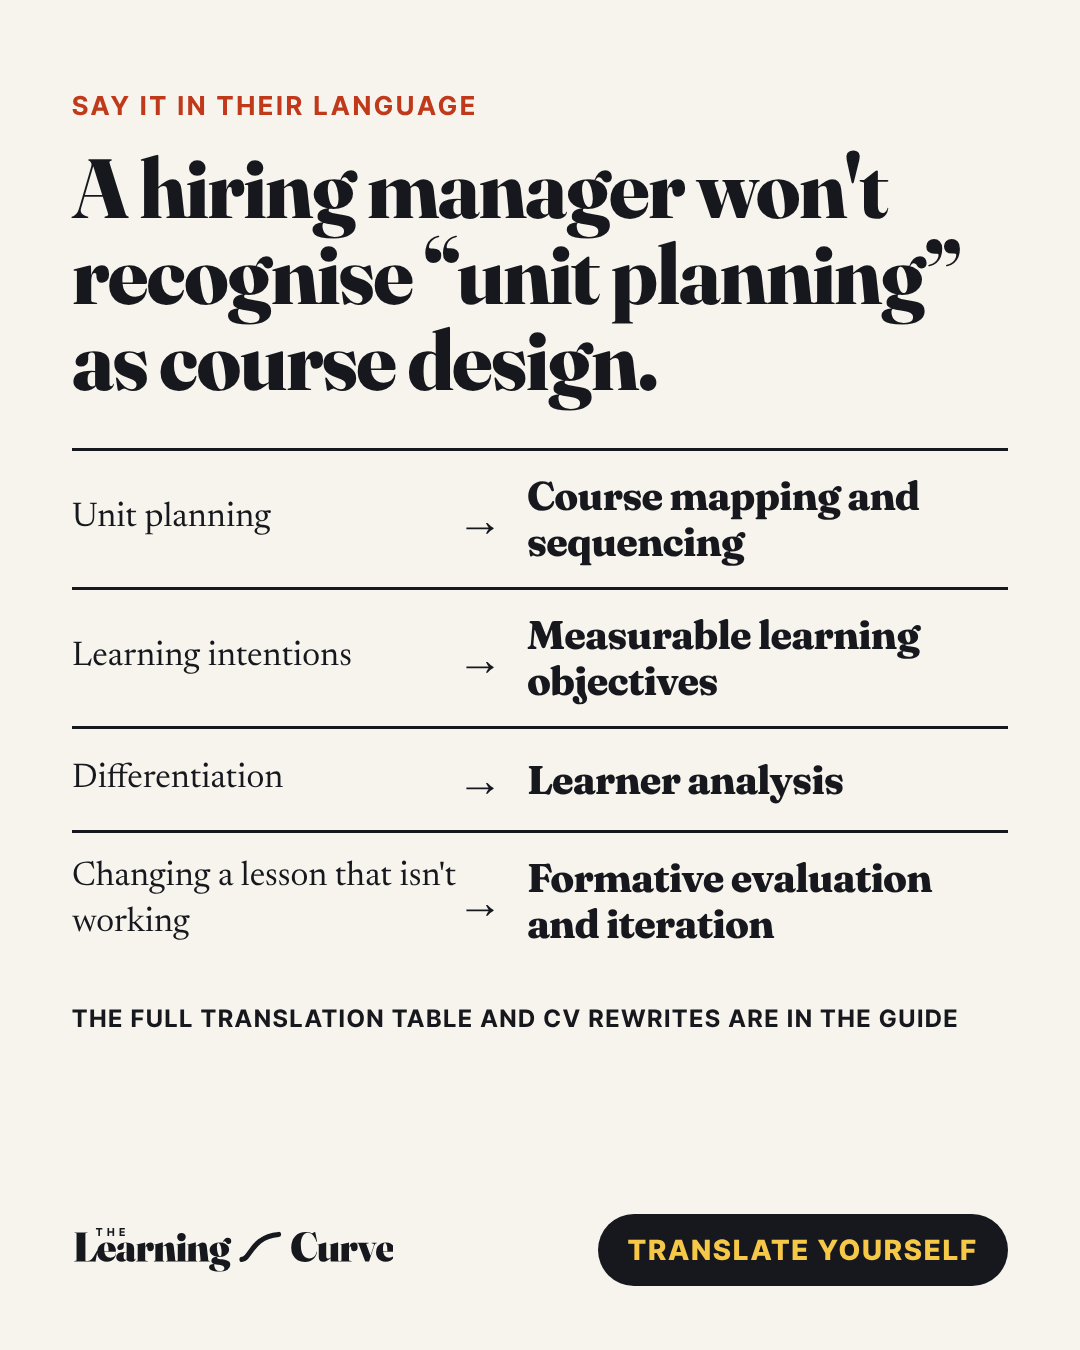 SAY IT IN THEIR LANGUAGE
A hiring manager won't
recognise “unit planning”
as course design.
Unit planning → Course mapping and
sequencing
Learning intentions → Measurable learning
objectives
Differentiation → Learner analysis
Changing a lesson that isn't
working → Formative evaluation
and iteration
THE FULL TRANSLATION TABLE AND CV REWRITES ARE IN THE GUIDE
THE
Learning Curve
TRANSLATE YOURSELF